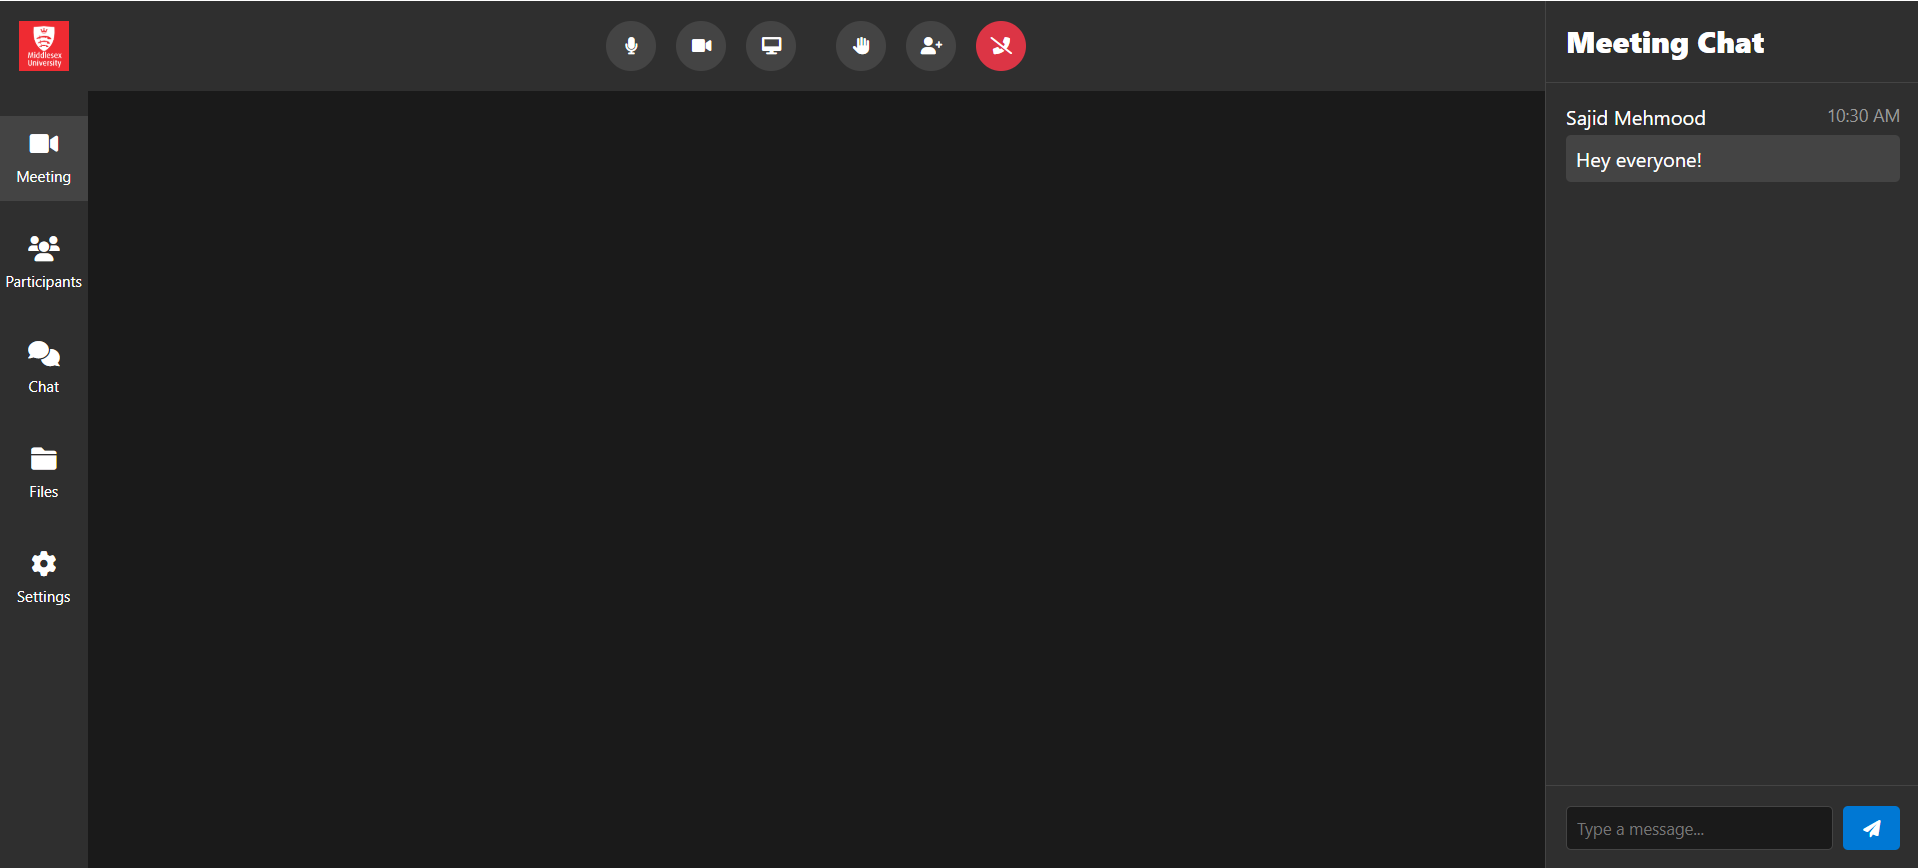 Middlesex
University
Meeting
Participants
Chat
Files
Settings
Meeting Chat
Sajid Mehmood 10:30 AM
Hey everyone!
Type a message...